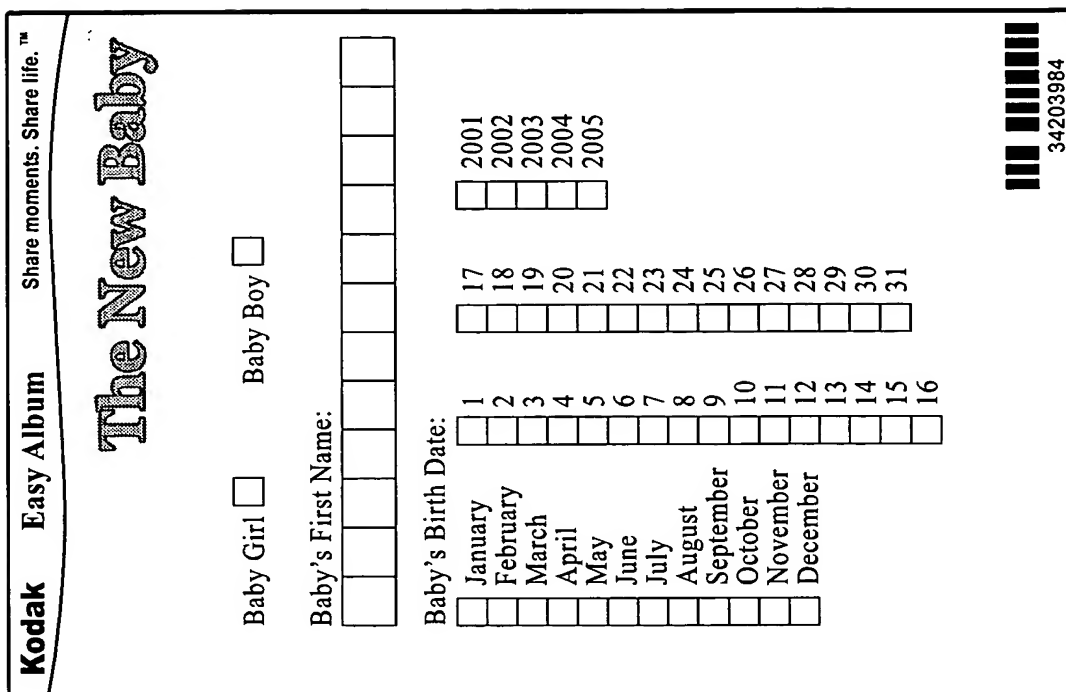 Kodak Easy Album Share moments. Share life.™
The New Baby
Baby Girl Baby Boy
Baby's First Name:
Baby's Birth Date:
January 1 17 2001
February 2 18 2002
March 3 19 2003
April 4 20 2004
May 5 21 2005
June 6 22
July 7 23
August 8 24
September 9 25
October 10 26
November 11 27
December 12 28
13 29
14 30
15 31
16
34203984